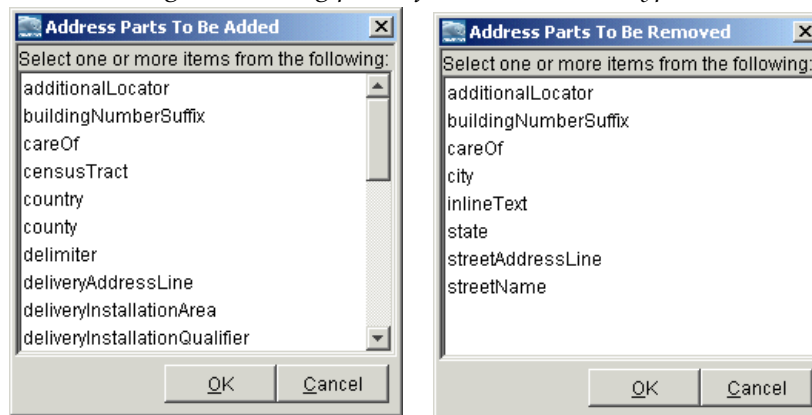 Address Parts To Be Added
Select one or more items from the following:
additionalLocator
buildingNumberSuffix
careOf
censusTract
country
county
delimiter
deliveryAddressLine
deliveryInstallationArea
deliveryInstallationQualifier
OK Cancel
Address Parts To Be Removed
Select one or more items from the following:
additionalLocator
buildingNumberSuffix
careOf
city
inlineText
state
streetAddressLine
streetName
OK Cancel